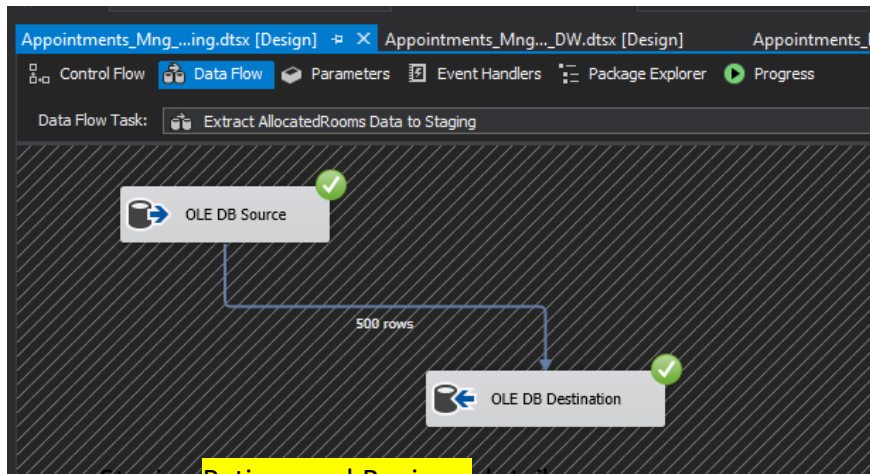 Appointments_Mng_...ing.dtsx [Design] Appointments_Mng..._DW.dtsx [Design] Appointments_
Control Flow Data Flow Parameters Event Handlers Package Explorer Progress
Data Flow Task: Extract AllocatedRooms Data to Staging
OLE DB Source
500 rows
OLE DB Destination